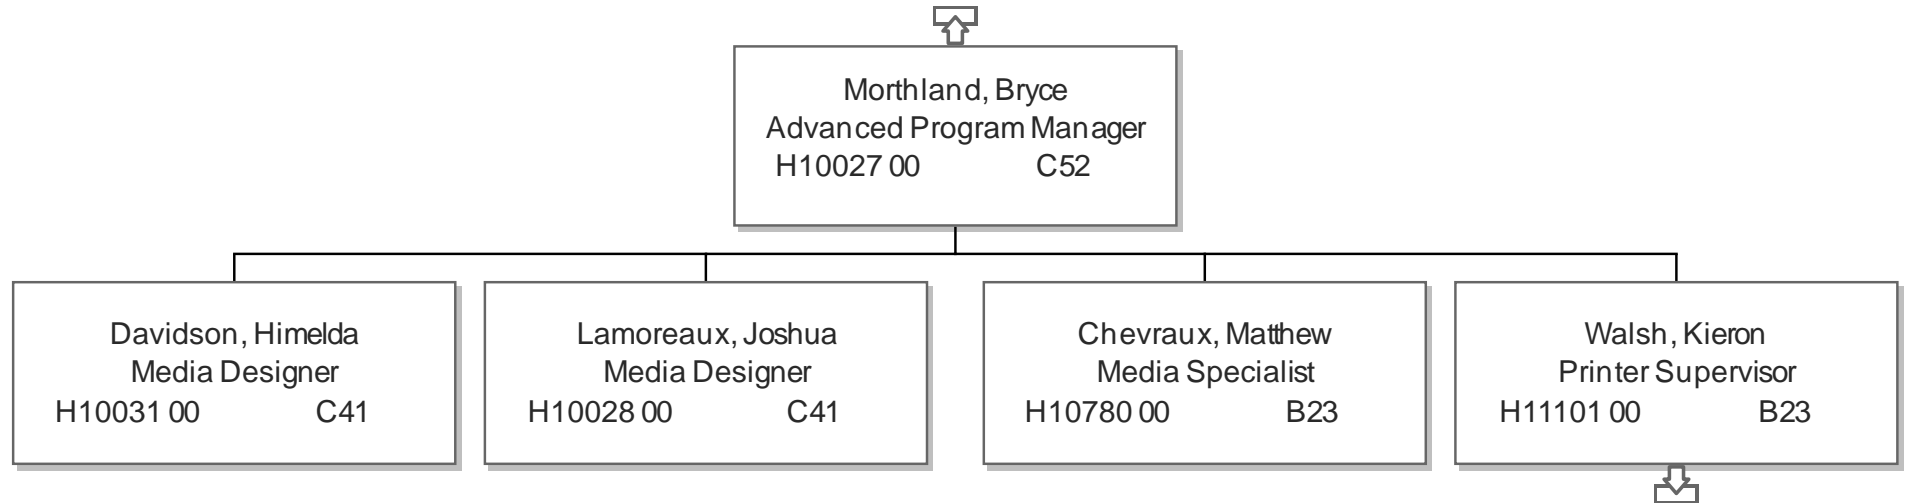 Morthland, Bryce
Advanced Program Manager
H10027 00 C52
Davidson, Himelda
Media Designer
H10031 00 C41
Lamoreaux, Joshua
Media Designer
H10028 00 C41
Chevraux, Matthew
Media Specialist
H10780 00 B23
Walsh, Kieron
Printer Supervisor
H11101 00 B23